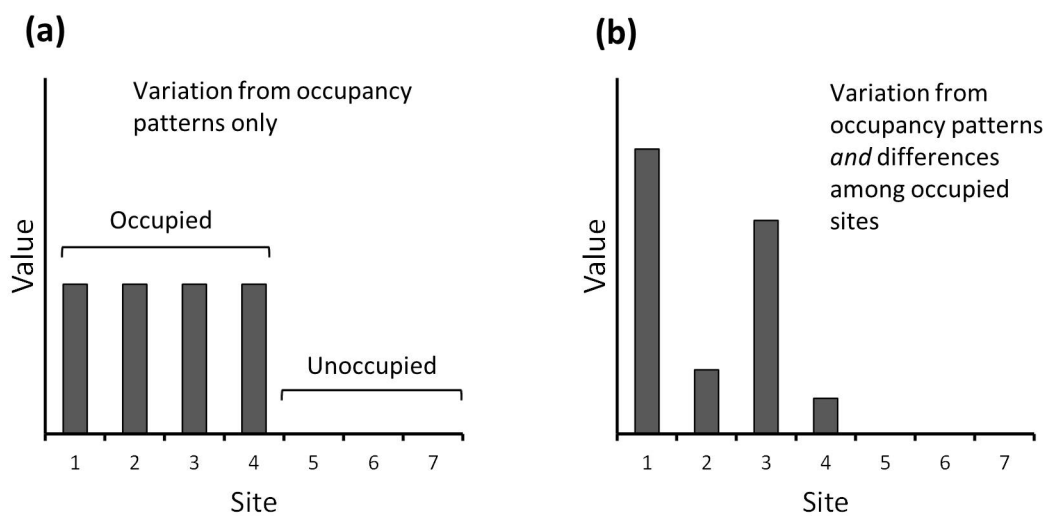 (a)
Variation from occupancy
patterns only
Occupied
Unoccupied
Value
1 2 3 4 5 6 7
Site
(b)
Variation from
occupancy patterns
and differences
among occupied
sites
Value
1 2 3 4 5 6 7
Site